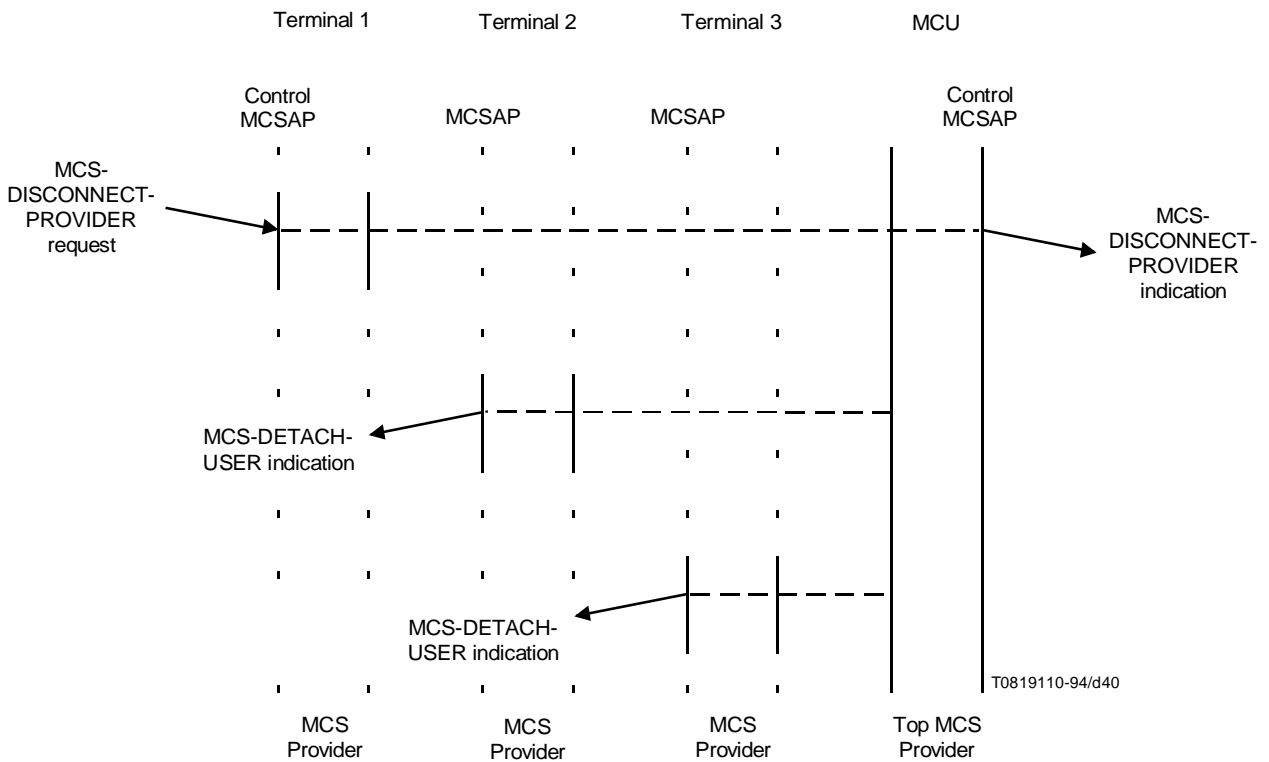 Terminal 1
Terminal 2
Terminal 3
MCU
Control
MCSAP
MCSAP
MCSAP
Control
MCSAP
MCS-
DISCONNECT-
PROVIDER
request
MCS-
DISCONNECT-
PROVIDER
indication
MCS-DETACH-
USER indication
MCS-DETACH-
USER indication
T0819110-94/d40
MCS
Provider
MCS
Provider
MCS
Provider
Top MCS
Provider